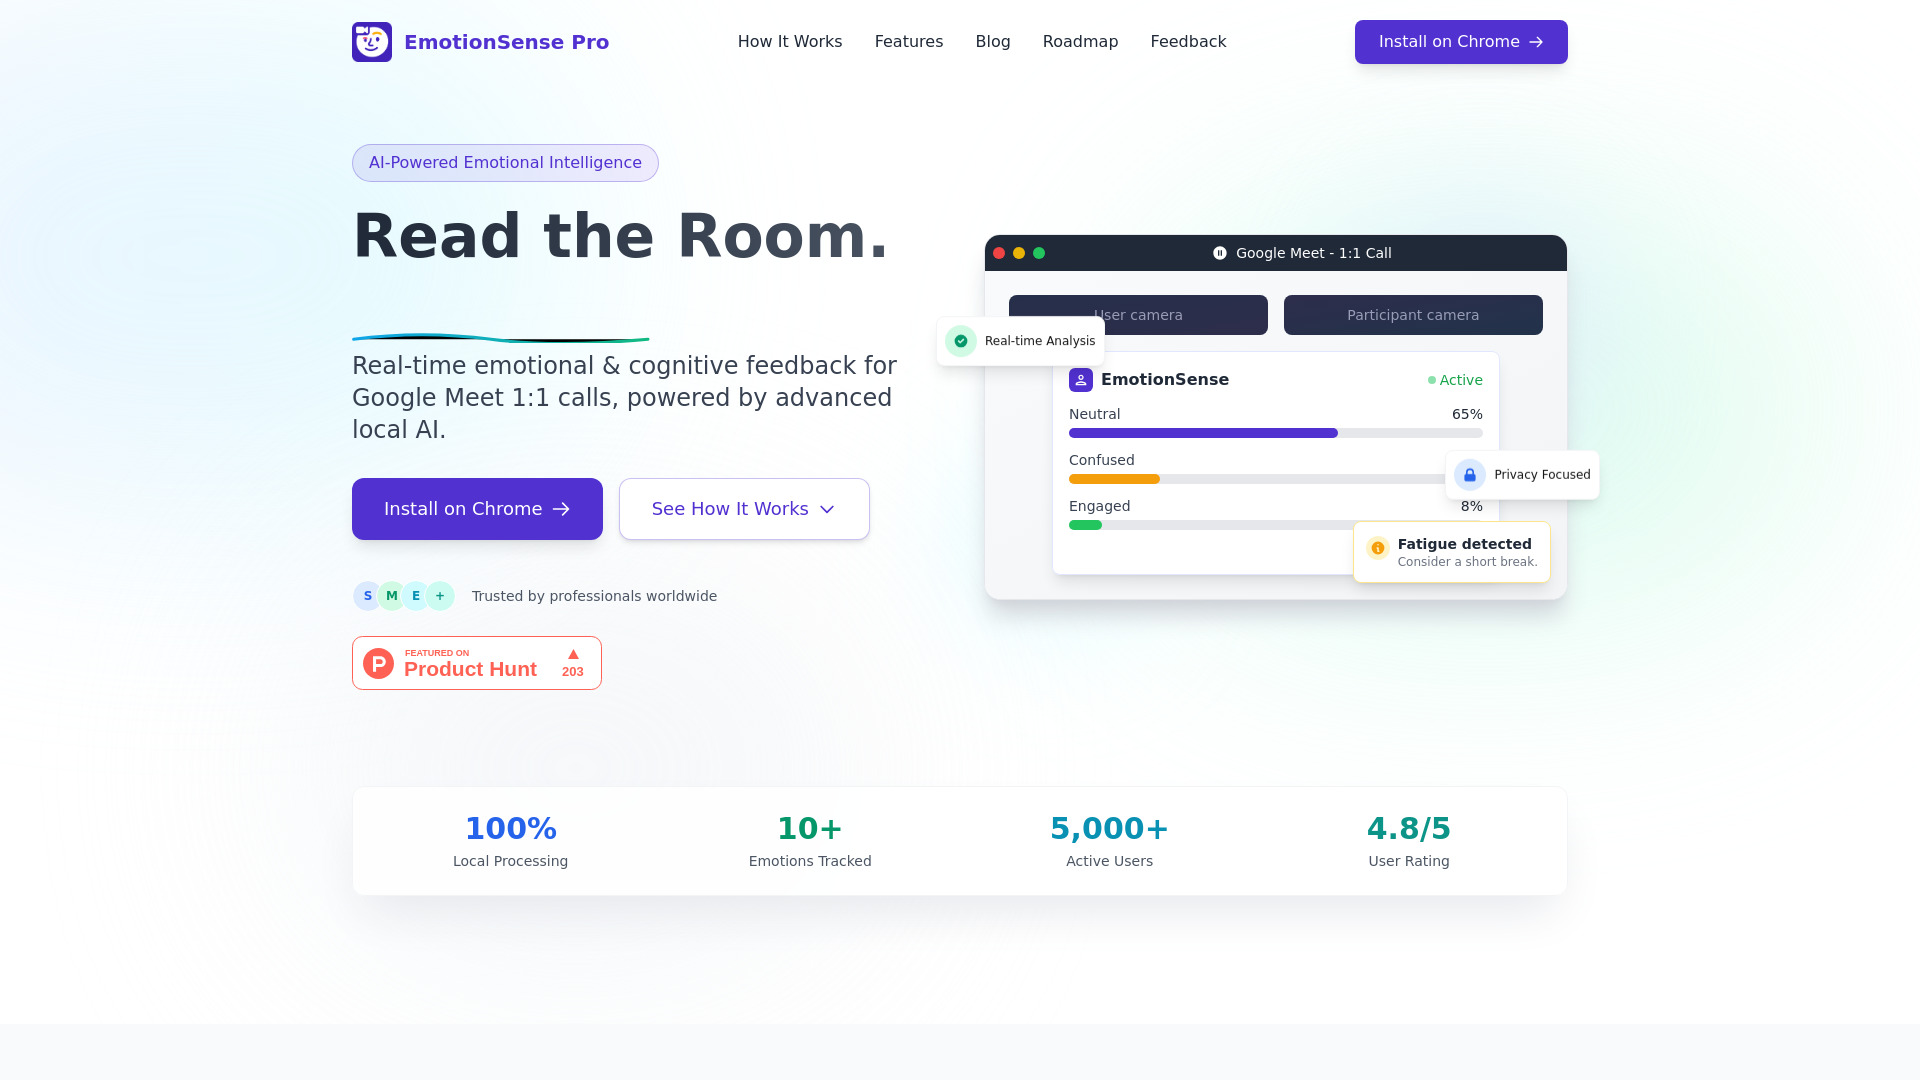 EmotionSense Pro
How It Works
Features
Blog
Roadmap
Feedback
Install on Chrome
AI-Powered Emotional Intelligence
Read the Room.
Real-time emotional & cognitive feedback for
Google Meet 1:1 calls, powered by advanced
local AI.
Install on Chrome
See How It Works
S M E +
Trusted by professionals worldwide
P
FEATURED ON
Product Hunt
203
Google Meet - 1:1 Call
User camera
Participant camera
Real-time Analysis
EmotionSense
Active
Neutral
65%
Confused
Privacy Focused
Engaged
8%
Fatigue detected
Consider a short break.
100%
Local Processing
10+
Emotions Tracked
5,000+
Active Users
4.8/5
User Rating